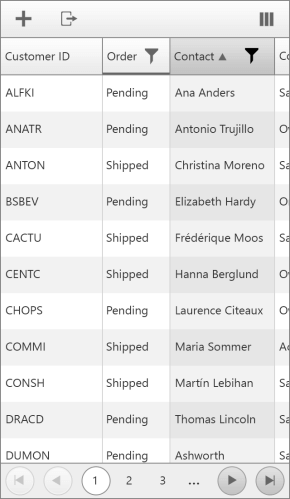 Customer ID Order Contact Co
ALFKI Pending Ana Anders Sa
ANATR Pending Antonio Trujillo Ow
ANTON Shipped Christina Moreno Sa
BSBEV Pending Elizabeth Hardy Or
CACTU Shipped Frédérique Moos Sa
CENTC Shipped Hanna Berglund Ow
CHOPS Pending Laurence Citeaux Ow
COMMI Shipped Maria Sommer Ac
CONSH Shipped Martín Lebihan Sa
DRACD Pending Thomas Lincoln Sa
DUMON Pending Ashworth Sa
1 2 3 ...